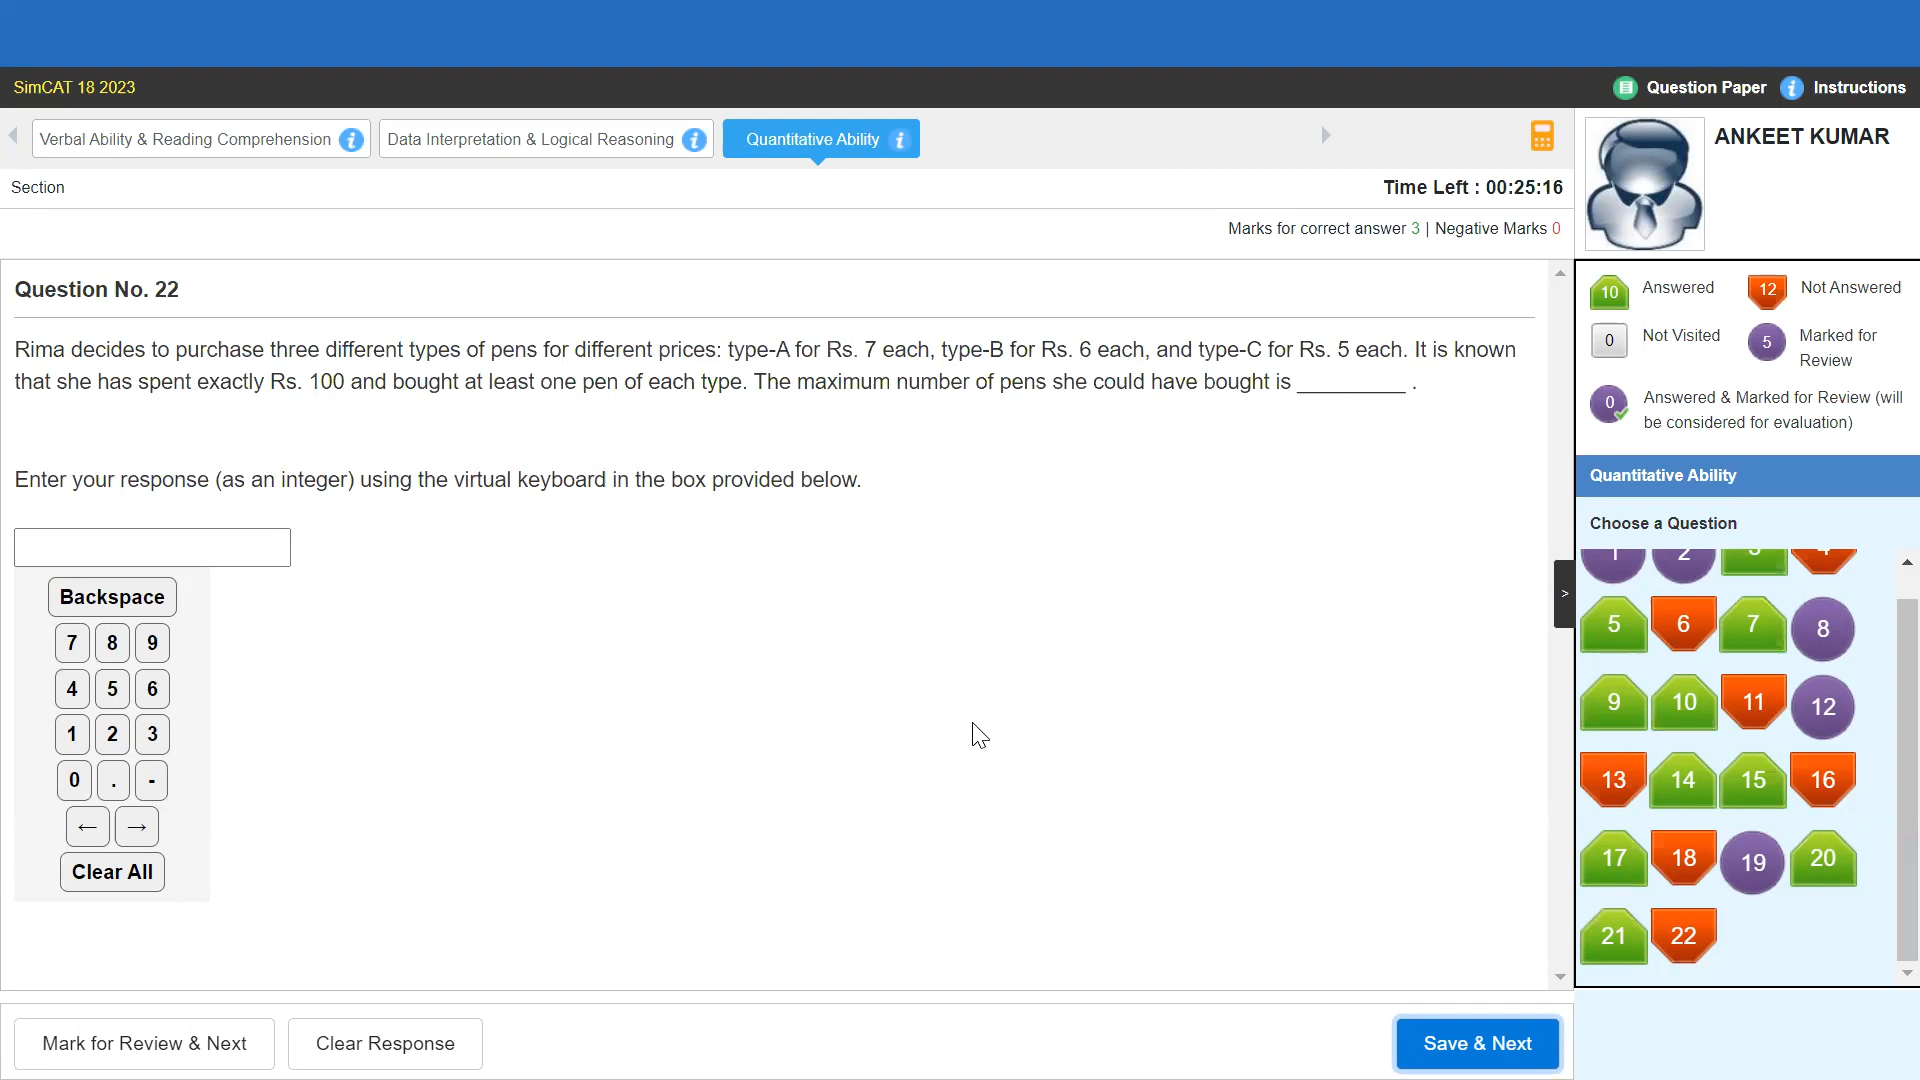 SimCAT 18 2023
Question Paper
Instructions
Verbal Ability & Reading Comprehension
Data Interpretation & Logical Reasoning
Quantitative Ability
ANKEET KUMAR
Section
Time Left : 00:25:16
Marks for correct answer 3 | Negative Marks 0
Question No. 22
Rima decides to purchase three different types of pens for different prices: type-A for Rs. 7 each, type-B for Rs. 6 each, and type-C for Rs. 5 each. It is known
that she has spent exactly Rs. 100 and bought at least one pen of each type. The maximum number of pens she could have bought is _________ .
Enter your response (as an integer) using the virtual keyboard in the box provided below.
Backspace
7 8 9
4 5 6
1 2 3
0 . -
← →
Clear All
Mark for Review & Next
Clear Response
Save & Next
10 Answered
12 Not Answered
0 Not Visited
5 Marked for
Review
0 Answered & Marked for Review (will
be considered for evaluation)
Quantitative Ability
Choose a Question
1 2 3 4
5 6 7 8
9 10 11 12
13 14 15 16
17 18 19 20
21 22
>